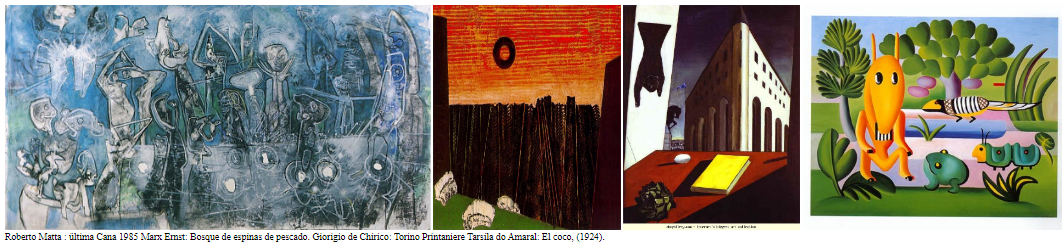 Roberto Matta : última Cana 1985 Marx Ernst: Bosque de espinas de pescado. Giorigio de Chirico: Torino Printaniere Tarsila do Amaral: El coco, (1924).